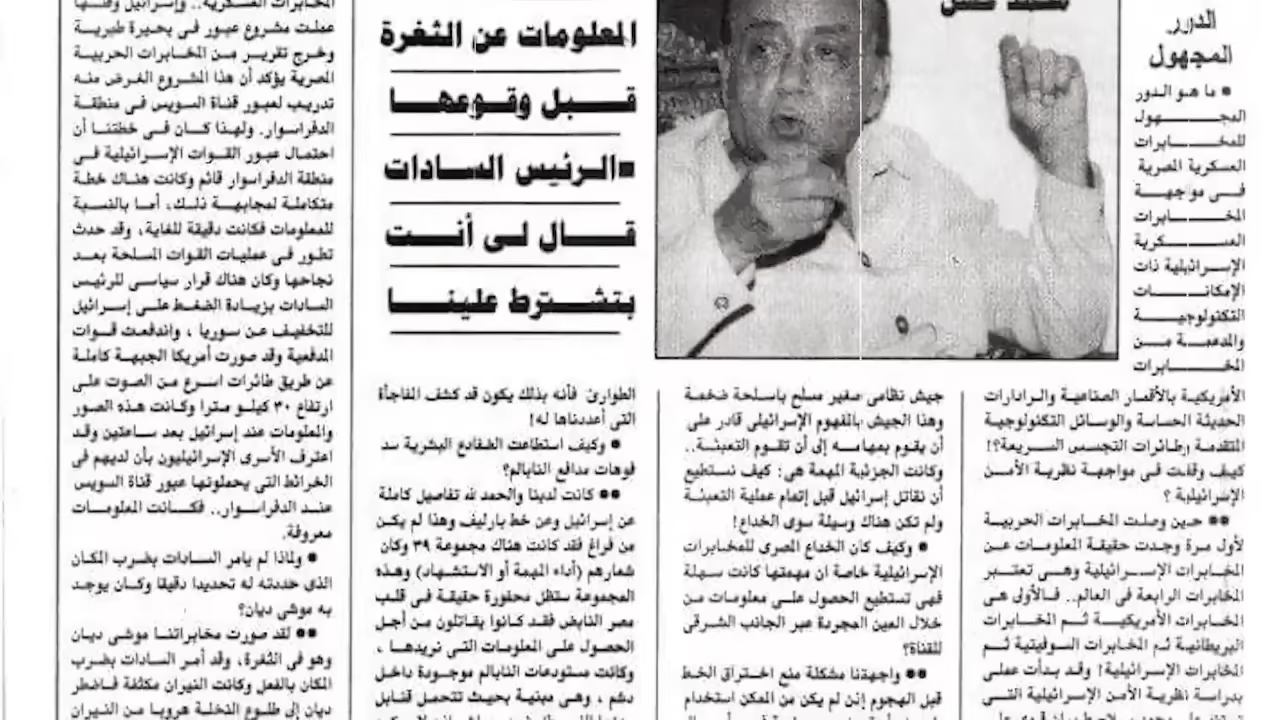 الدور
المجهول
● ما هو الدور
المجهول
للمخابرات
العسكرية المصرية
فى مواجهة
المخابرات
العسكرية
الإسرائيلية ذات
الإمكانات
التكنولوجية
والمدعمة من
المخابرات
الأمريكية بالأقمار الصناعية والرادارات
الحديثة الحساسة والوسائل التكنولوجية
المتقدمة وطائرات التجسس السريعة؟!
كيف وقفت فى مواجهة نظرية الأمن
الإسرائيلية ؟
●● حين وصلت المخابرات الحربية
لأول مرة وجدت حقيقة المعلومات عن
المخابرات الإسرائيلية وهى تعتبر
المخابرات الرابعة فى العالم.. فالأولى هى
المخابرات الأمريكية ثم المخابرات
البريطانية ثم المخابرات السوفيتية ثم
المخابرات الإسرائيلية! وقد بدأت عملى
بدراسة نظرية الأمن الإسرائيلية التى
محمد حسن
جيش نظامى صغير مسلح باسلحة ضخمة
وهذا الجيش بالمفهوم الإسرائيلى قادر على
أن يقوم بمهامه إلى أن تقوم التعبئة..
وكانت الجزئية المهمة هى: كيف نستطيع
أن نقاتل إسرائيل قبل إتمام عملية التعبئة
ولم تكن هناك وسيلة سوى الخداع!
● وكيف كان الخداع المصرى للمخابرات
الإسرائيلية خاصة ان مهمتها كانت سهلة
فهى تستطيع الحصول على معلومات من
خلال العين المجردة عبر الجانب الشرقى
للقناة؟
●● واجهتنا مشكلة منع اختراق الخط
قبل الهجوم إذن لم يكن من الممكن استخدام
المعلومات عن الثغرة
قبل وقوعها
■الرئيس السادات
قال لى أنت
بتشترط علينا
الطوارئ فأنه بذلك يكون قد كشف المفاجأة
التى أعددناها له!
● وكيف استطاعت الضفادع البشرية سد
فوهات مدافع النابالم؟
●● كانت لدينا والحمد لله تفاصيل كاملة
عن إسرائيل وعن خط بارليف وهذا لم يكن
من فراغ فقد كانت هناك مجموعة ٣٩ وكان
شعارهم (أداء المهمة أو الاستشهاد) وهذه
المجموعة ستظل محفورة حقيقة فى قلب
مصر النابض فقد كانوا يقاتلون من أجل
الحصول على المعلومات التى نريدها ،
وكانت مستودعات النابالم موجودة داخل
دشم ، وهى مبنية بحيث تتحمل قنابل
المخابرات العسكرية.. وإسرائيل وقتها
عملت مشروع عبور فى بحيرة طبرية
وخرج تقرير من المخابرات الحربية
المصرية يؤكد أن هذا المشروع الغرض منه
تدريب لعبور قناة السويس فى منطقة
الدفرسوار. ولهذا كان فى خطتنا أن
احتمال عبور القوات الإسرائيلية فى
منطقة الدفراسوار قائم وكانت هناك خطة
متكاملة لمجابهة ذلك، أما بالنسبة
للمعلومات فكانت دقيقة للغاية، وقد حدث
تطور فى عمليات القوات المسلحة بعد
نجاحها وكان هناك قرار سياسى للرئيس
السادات بزيادة الضغط على إسرائيل
للتخفيف عن سوريا ، واندفعت قوات
المدفعية وقد صورت أمريكا الجبهة كاملة
عن طريق طائرات اسرع من الصوت على
ارتفاع ٣٠ كيلو مترا وكانت هذه الصور
والمعلومات عند إسرائيل بعد ساعتين وقد
اعترف الأسرى الإسرائيليون بأن لديهم فى
الخرائط التى يحملونها عبور قناة السويس
عند الدفراسوار.. فكانت المعلومات
معروفة.
● ولماذا لم يامر السادات بضرب المكان
الذى حددته له تحديدا دقيقا وكان يوجد
به موشى ديان؟
●● لقد صورت مخابراتنا موشى ديان
وهو فى الثغرة، وقد أمر السادات بضرب
المكان بالفعل وكانت النيران مكثفة فاضطر
ديان إلى طلوع النخلة هروبا من النيران